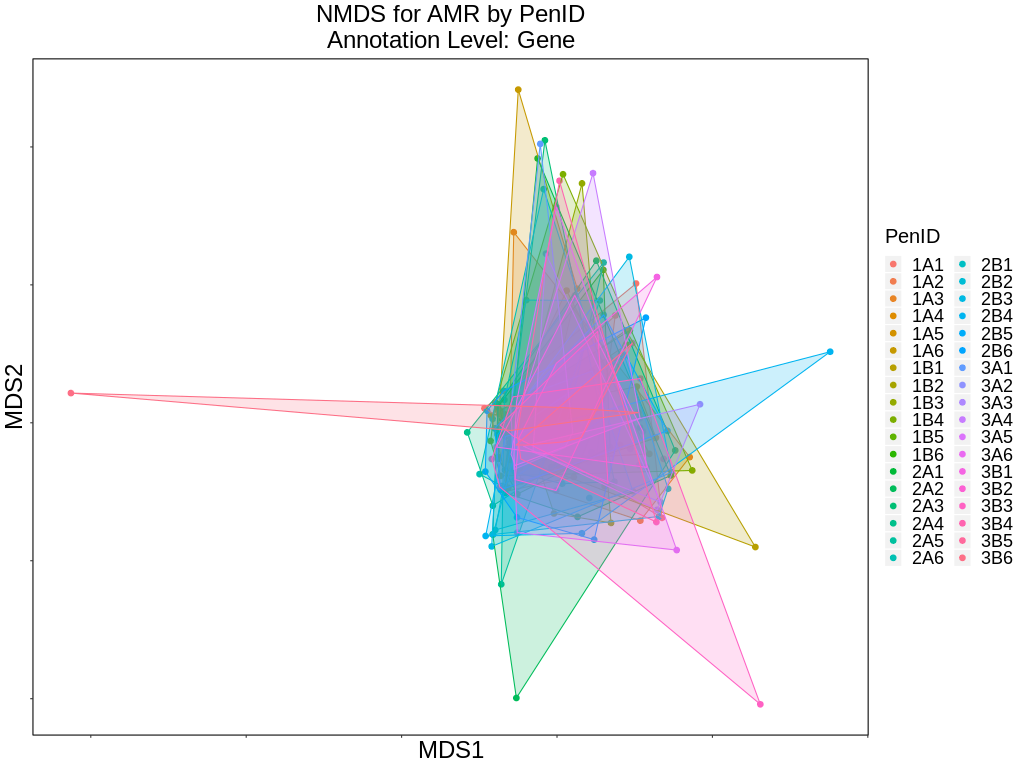 NMDS for AMR by PenID
Annotation Level: Gene
MDS2
MDS1
PenID
1A1
1A2
1A3
1A4
1A5
1A6
1B1
1B2
1B3
1B4
1B5
1B6
2A1
2A2
2A3
2A4
2A5
2A6
2B1
2B2
2B3
2B4
2B5
2B6
3A1
3A2
3A3
3A4
3A5
3A6
3B1
3B2
3B3
3B4
3B5
3B6